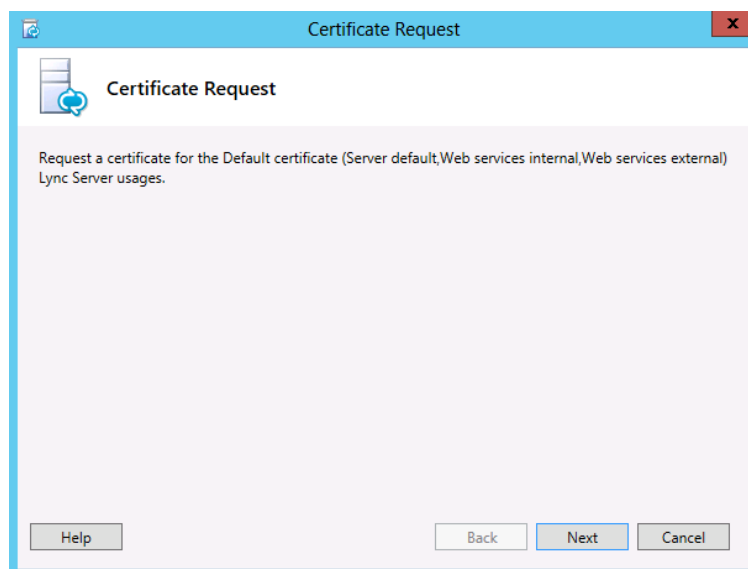 Certificate Request
x
Certificate Request
Request a certificate for the Default certificate (Server default,Web services internal,Web services external)
Lync Server usages.
Help
Back
Next
Cancel